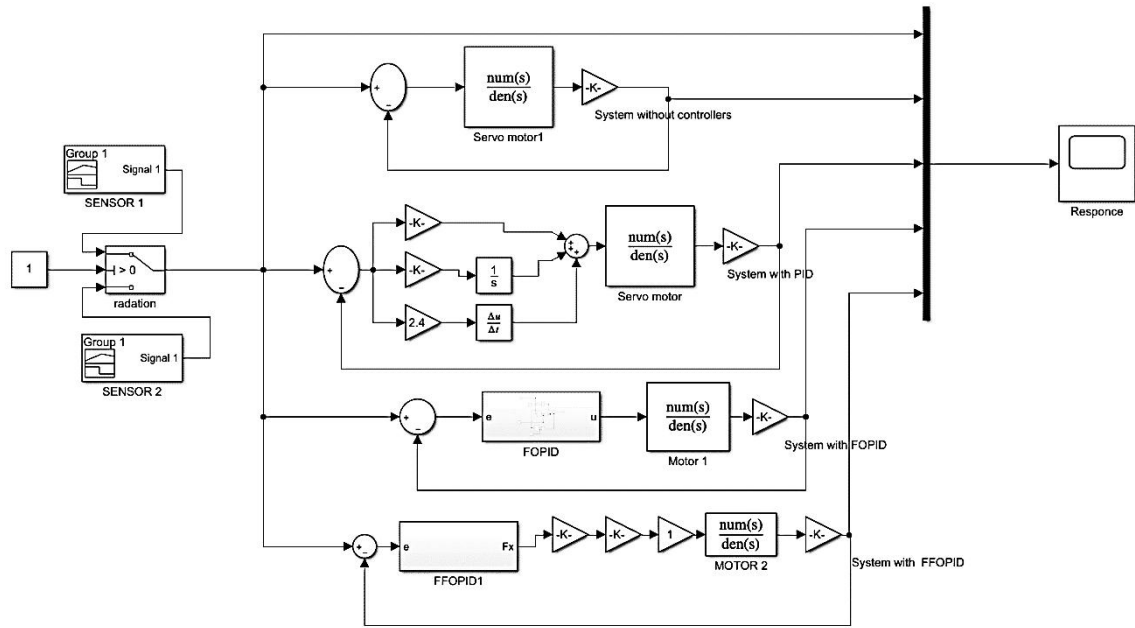 num(s)
den(s)
-K-
Servo motor1
System without controllers
Group 1
Signal 1
SENSOR 1
1
> 0
radation
Group 1
Signal 1
SENSOR 2
+
−
-K-
-K-
1
s
2.4
Δu
Δt
+
+
+
num(s)
den(s)
Servo motor
-K-
System with PID
Responce
+
−
e
u
FOPID
num(s)
den(s)
Motor 1
-K-
System with FOPID
+
−
e
Fx
FFOPID1
-K-
-K-
1
num(s)
den(s)
MOTOR 2
-K-
System with FFOPID
+
−